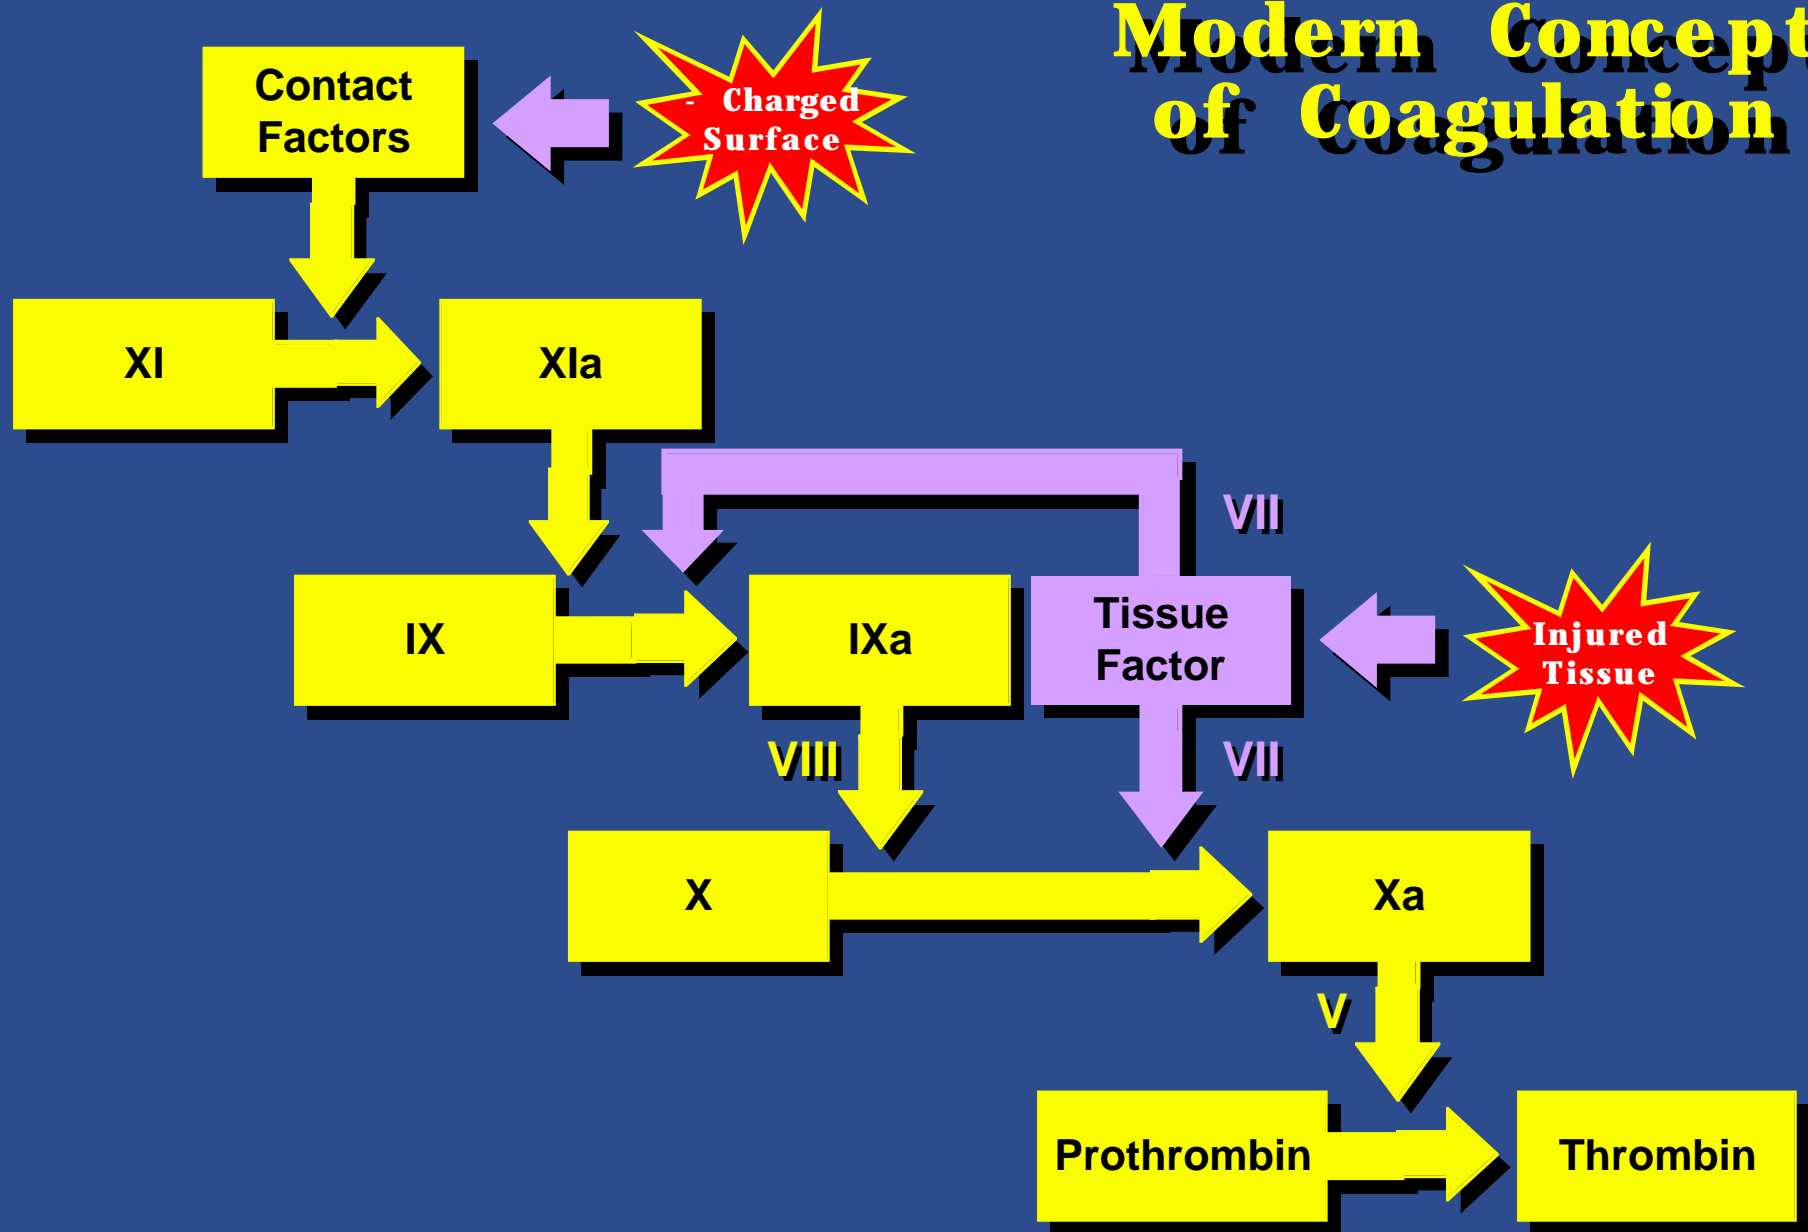 Modern Concept
of Coagulation
Contact
Factors
- Charged
Surface
XI
XIa
VII
IX
IXa
Tissue
Factor
Injured
Tissue
VIII
VII
X
Xa
V
Prothrombin
Thrombin